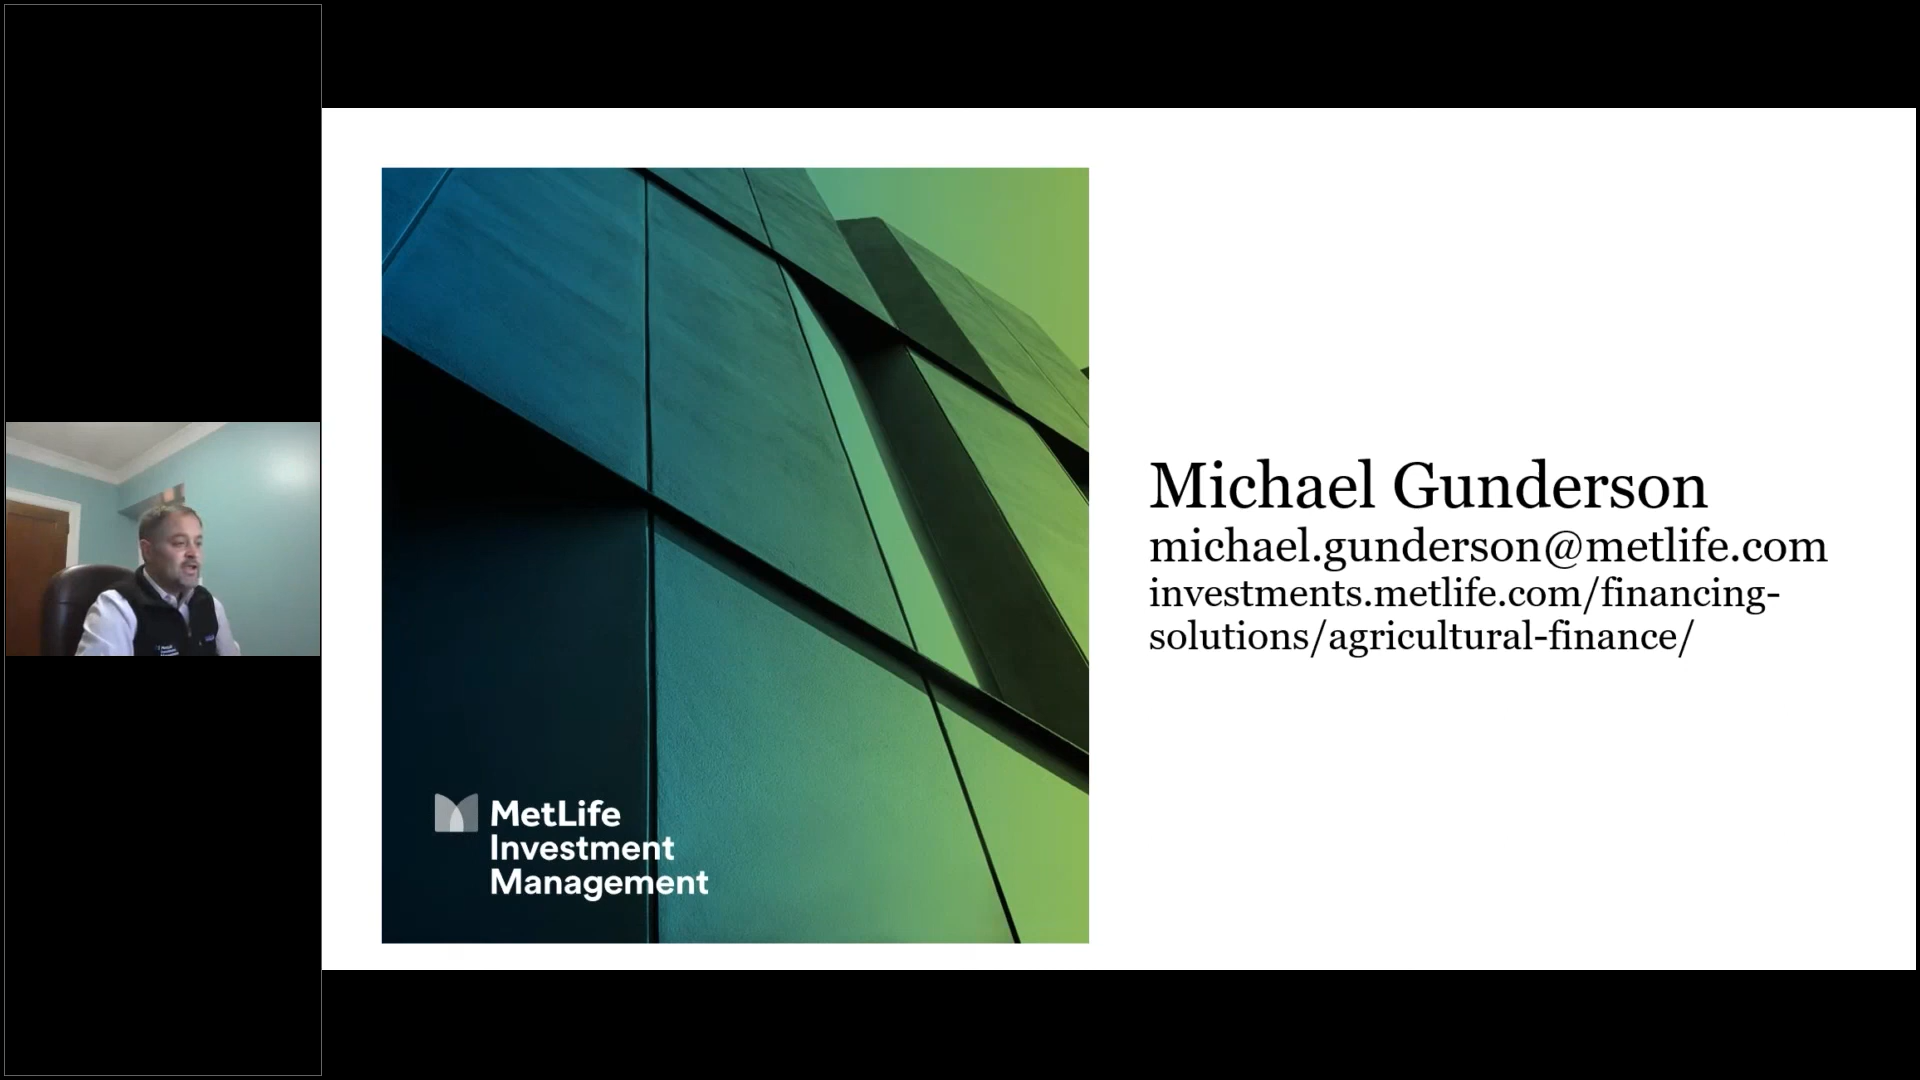 Michael Gunderson
michael.gunderson@metlife.com
investments.metlife.com/financing-
solutions/agricultural-finance/
MetLife
Investment
Management